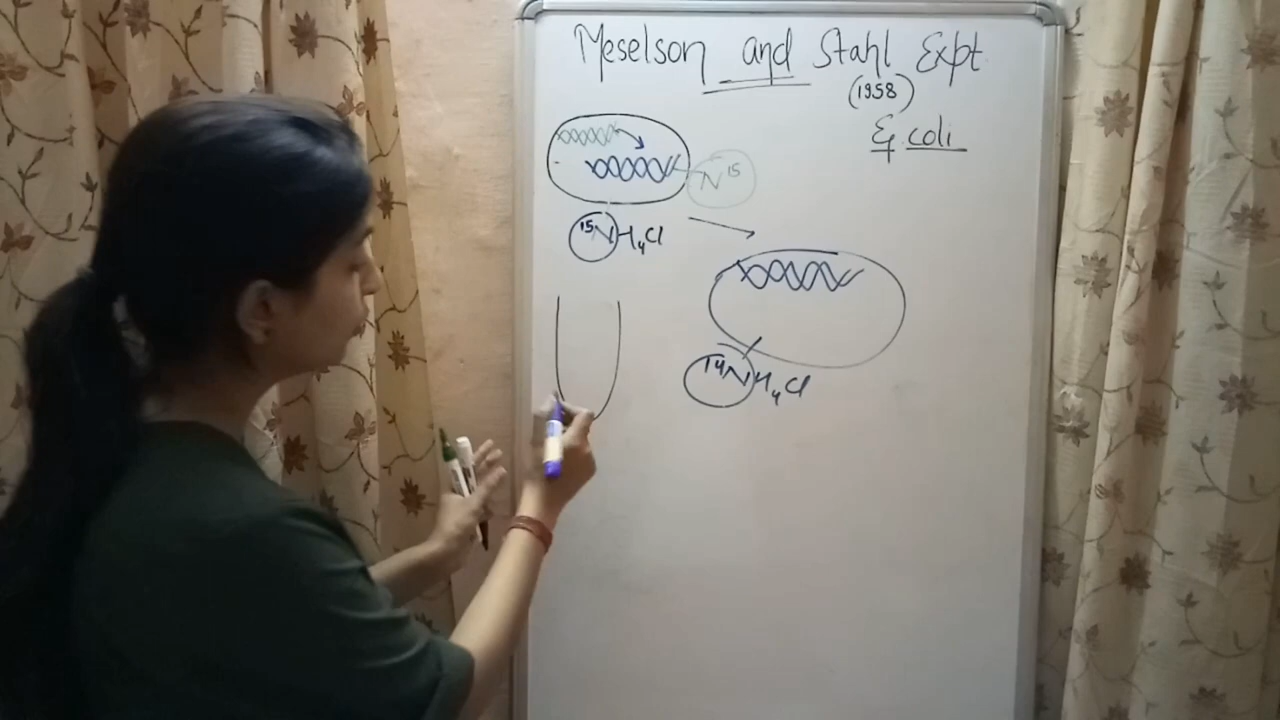 Meselson and Stahl Expt
(1958)
E coli
N¹⁵
¹⁵NH₄Cl
¹⁴NH₄Cl